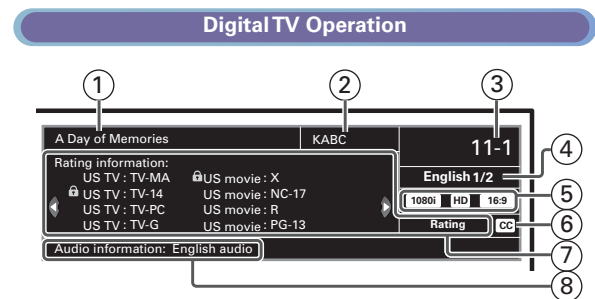 Digital TV Operation
1 2 3
A Day of Memories KABC 11-1
Rating information:
US TV : TV-MA US movie : X
US TV : TV-14 US movie : NC-17
US TV : TV-PC US movie : R
US TV : TV-G US movie : PG-13
English 1/2 4
1080i HD 16:9 5
Rating CC 6
7
Audio information: English audio
8